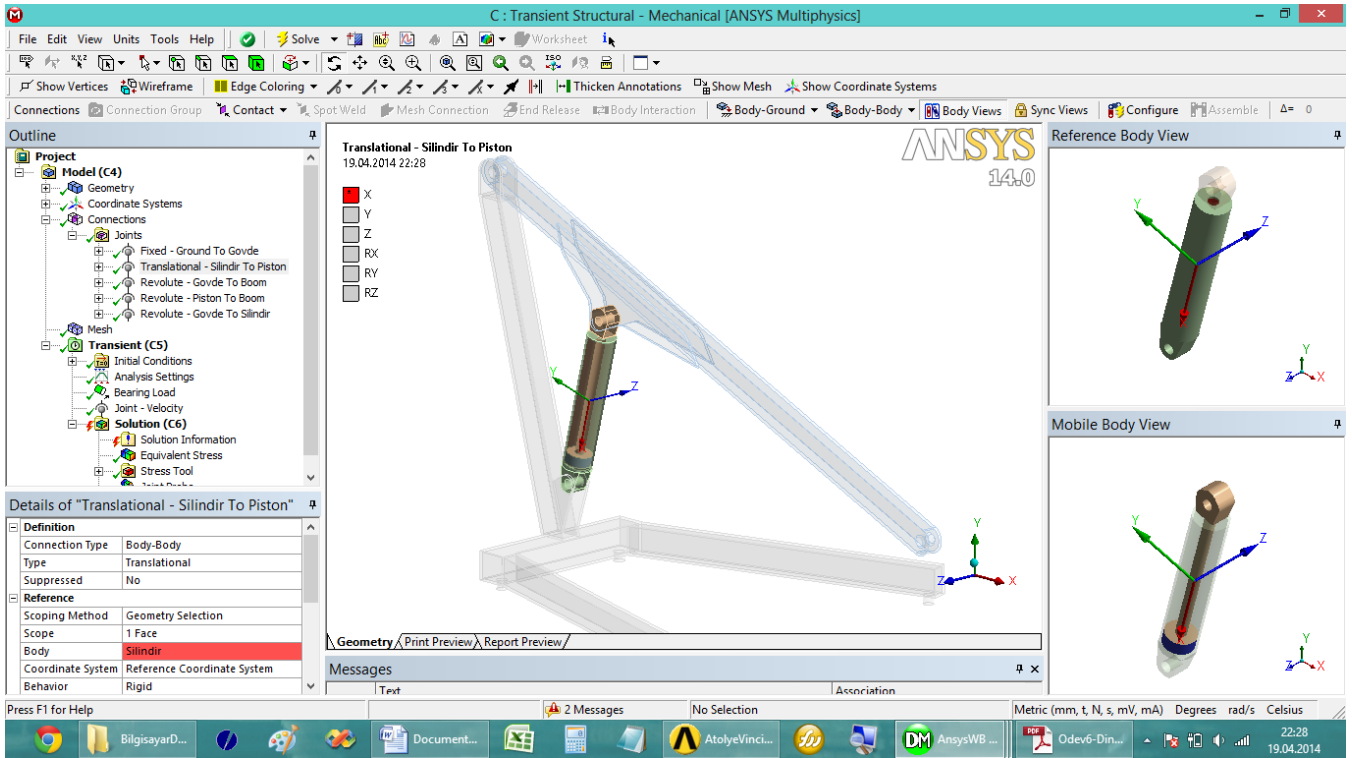 C : Transient Structural - Mechanical [ANSYS Multiphysics]
File Edit View Units Tools Help Solve Worksheet
Show Vertices Wireframe Edge Coloring Thicken Annotations Show Mesh Show Coordinate Systems
Connections Connection Group Contact Spot Weld Mesh Connection End Release Body Interaction Body-Ground Body-Body Body Views Sync Views Configure Assemble Δ= 0
Outline
Project
Model (C4)
Geometry
Coordinate Systems
Connections
Joints
Fixed - Ground To Govde
Translational - Silindir To Piston
Revolute - Govde To Boom
Revolute - Piston To Boom
Revolute - Govde To Silindir
Mesh
Transient (C5)
Initial Conditions
Analysis Settings
Bearing Load
Joint - Velocity
Solution (C6)
Solution Information
Equivalent Stress
Stress Tool
Details of "Translational - Silindir To Piston"
Definition
Connection Type Body-Body
Type Translational
Suppressed No
Reference
Scoping Method Geometry Selection
Scope 1 Face
Body Silindir
Coordinate System Reference Coordinate System
Behavior Rigid
Translational - Silindir To Piston
19.04.2014 22:28
X
Y
Z
RX
RY
RZ
ANSYS
14.0
Y
Z
Y
Z X
Geometry Print Preview Report Preview
Messages
Text Association
Reference Body View
Y
Z
Y
Z X
Mobile Body View
Y
Z
X
Y
Z X
Press F1 for Help 2 Messages No Selection Metric (mm, t, N, s, mV, mA) Degrees rad/s Celsius
BilgisayarD... Document... AtolyeVinci... DM AnsysWB ... PDF Odev6-Din...
22:28
19.04.2014